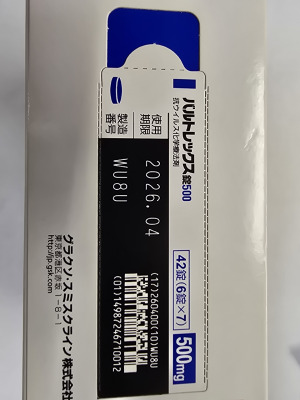 バルトレックス錠500
抗ウイルス化学療法剤
42錠(6錠×7)
500mg
使用
期限
2026.04
製造
番号
WU8U
(17)260400(10)WU8U
(01)14987246710012
グラクソ・スミスクライン株式会社
東京都港区赤坂1-8-1
http://jp.gsk.com